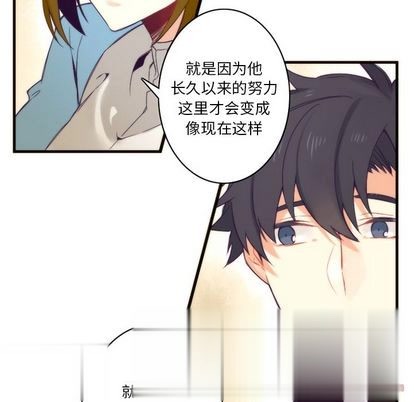 就是因为他
长久以来的努力
这里才会变成
像现在这样
就